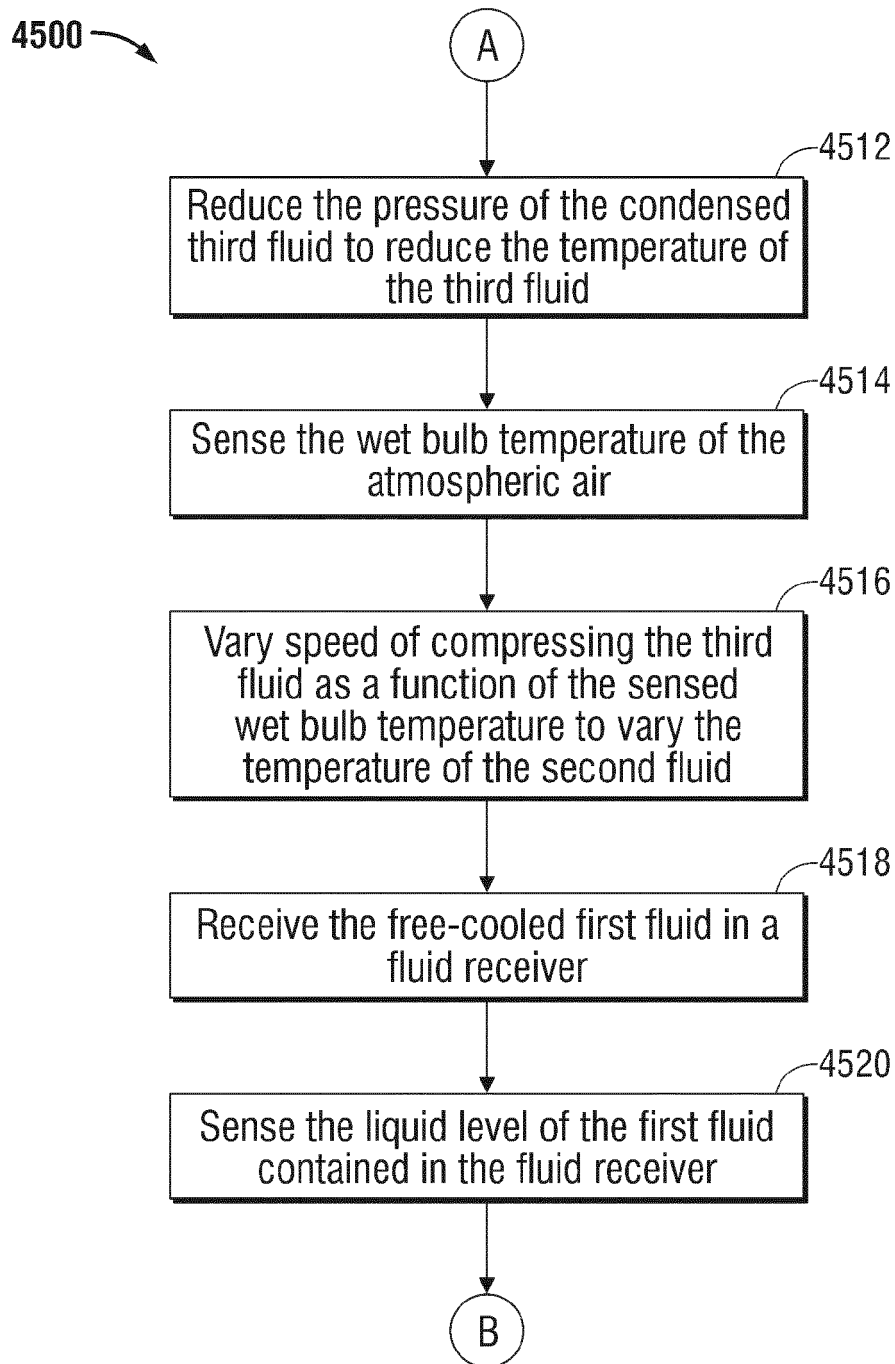 4500
A
4512
Reduce the pressure of the condensed
third fluid to reduce the temperature of
the third fluid
4514
Sense the wet bulb temperature of the
atmospheric air
4516
Vary speed of compressing the third
fluid as a function of the sensed
wet bulb temperature to vary the
temperature of the second fluid
4518
Receive the free-cooled first fluid in a
fluid receiver
4520
Sense the liquid level of the first fluid
contained in the fluid receiver
B